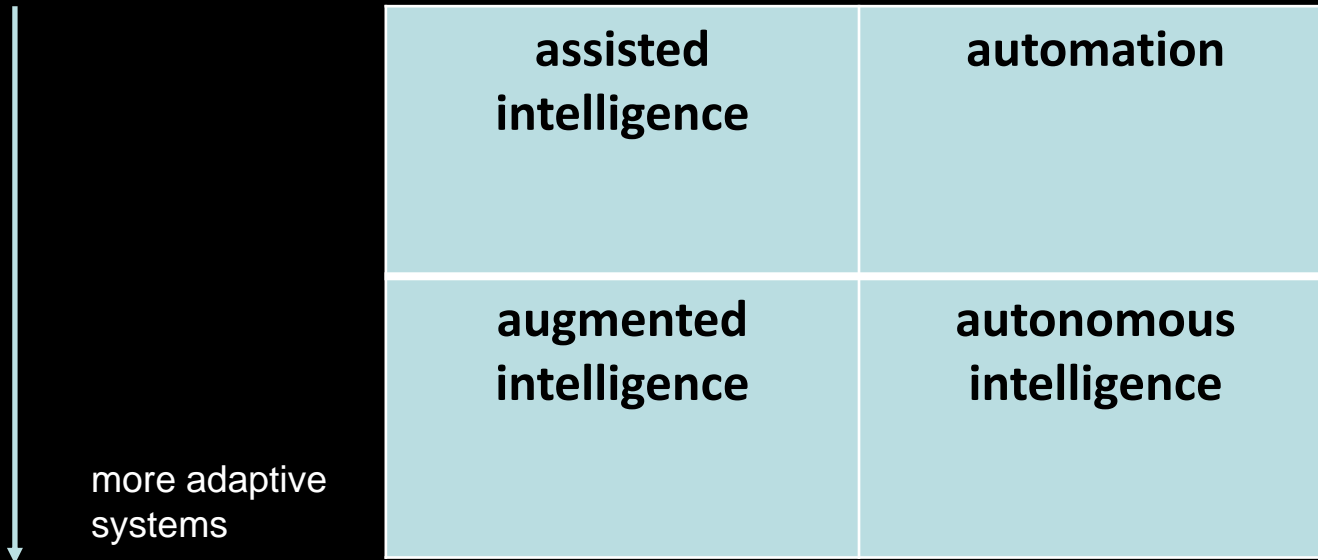 assisted
intelligence
automation
augmented
intelligence
autonomous
intelligence
more adaptive
systems